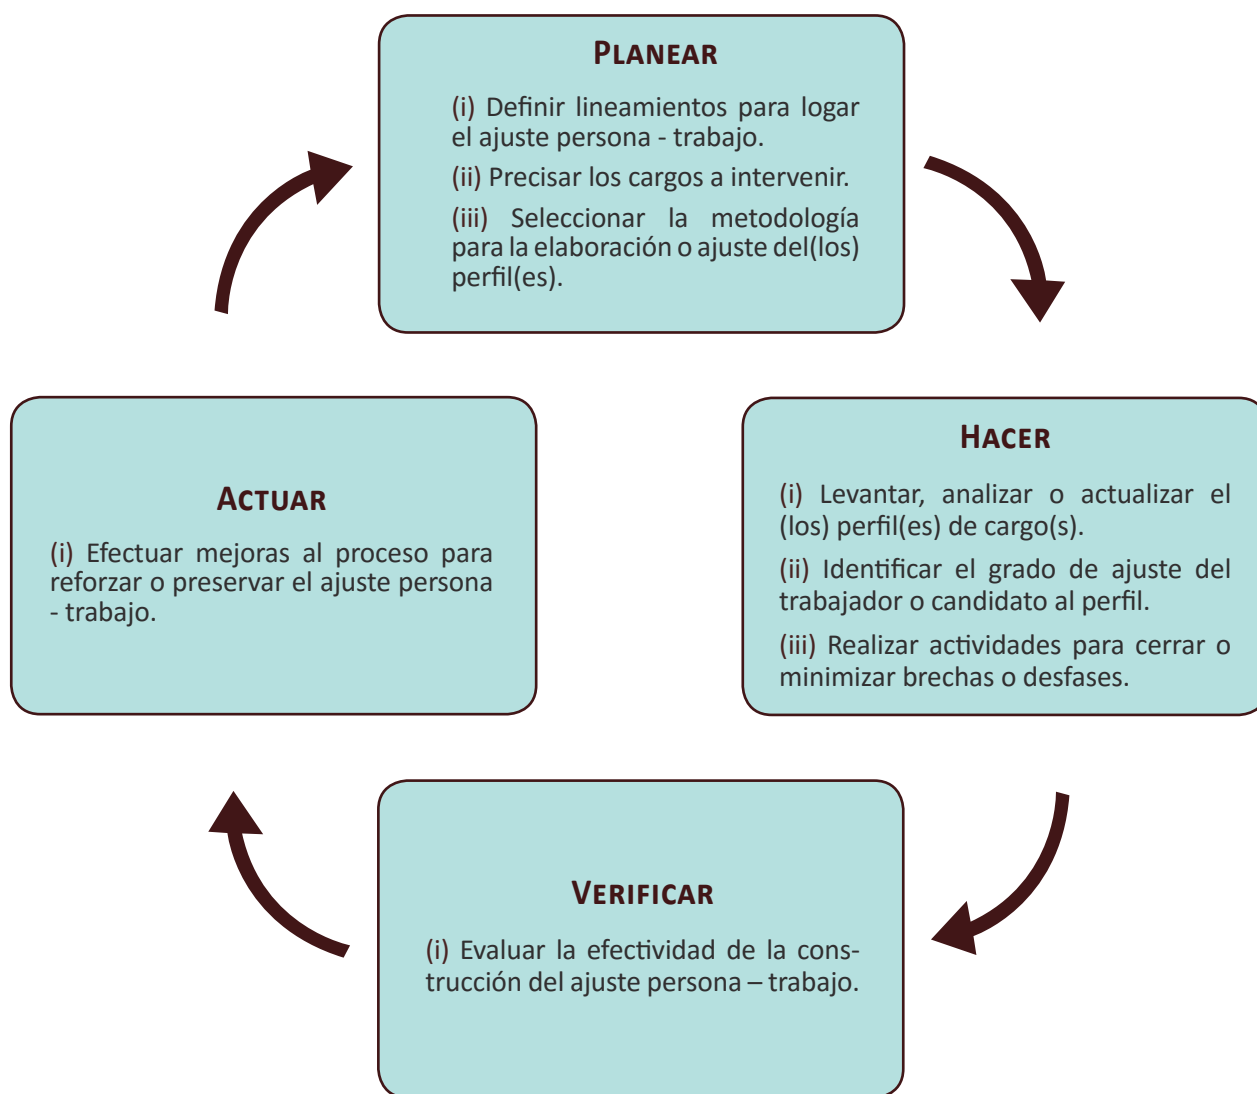 PLANEAR
(i) Definir lineamientos para logar
el ajuste persona - trabajo.
(ii) Precisar los cargos a intervenir.
(iii) Seleccionar la metodología
para la elaboración o ajuste del(los)
perfil(es).
HACER
(i) Levantar, analizar o actualizar el
(los) perfil(es) de cargo(s).
(ii) Identificar el grado de ajuste del
trabajador o candidato al perfil.
(iii) Realizar actividades para cerrar o
minimizar brechas o desfases.
VERIFICAR
(i) Evaluar la efectividad de la cons-
trucción del ajuste persona – trabajo.
ACTUAR
(i) Efectuar mejoras al proceso para
reforzar o preservar el ajuste persona
- trabajo.